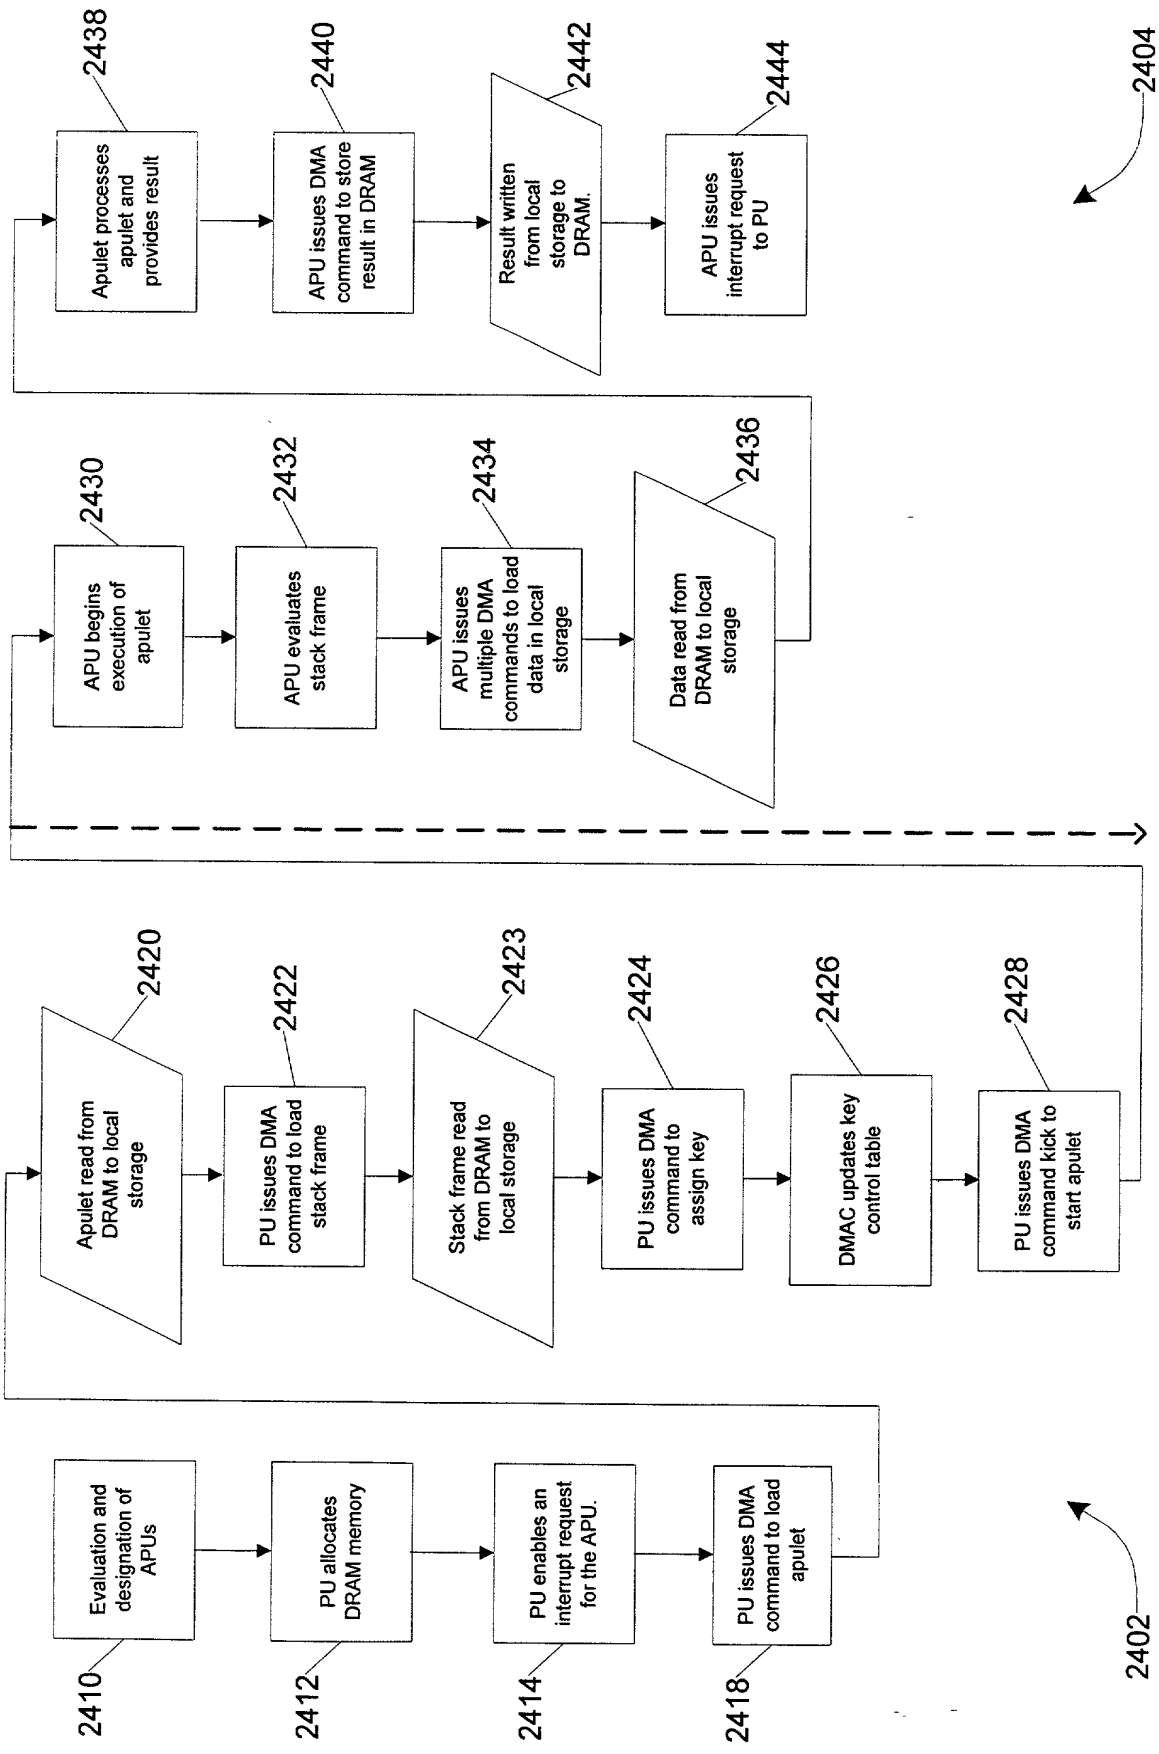 Evaluation and
designation of
APUs
2410
PU allocates
DRAM memory
2412
PU enables an
interrupt request
for the APU.
2414
PU issues DMA
command to load
apulet
2418
Apulet read from
DRAM to local
storage
2420
PU issues DMA
command to load
stack frame
2422
Stack frame read
from DRAM to
local storage
2423
PU issues DMA
command to
assign key
2424
DMAC updates key
control table
2426
PU issues DMA
command kick to
start apulet
2428
2402
APU begins
execution of
apulet
2430
APU evaluates
stack frame
2432
APU issues
multiple DMA
commands to load
data in local
storage
2434
Data read from
DRAM to local
storage
2436
Apulet processes
apulet and
provides result
2438
APU issues DMA
command to store
result in DRAM
2440
Result written
from local
storage to
DRAM.
2442
APU issues
interrupt request
to PU
2444
2404